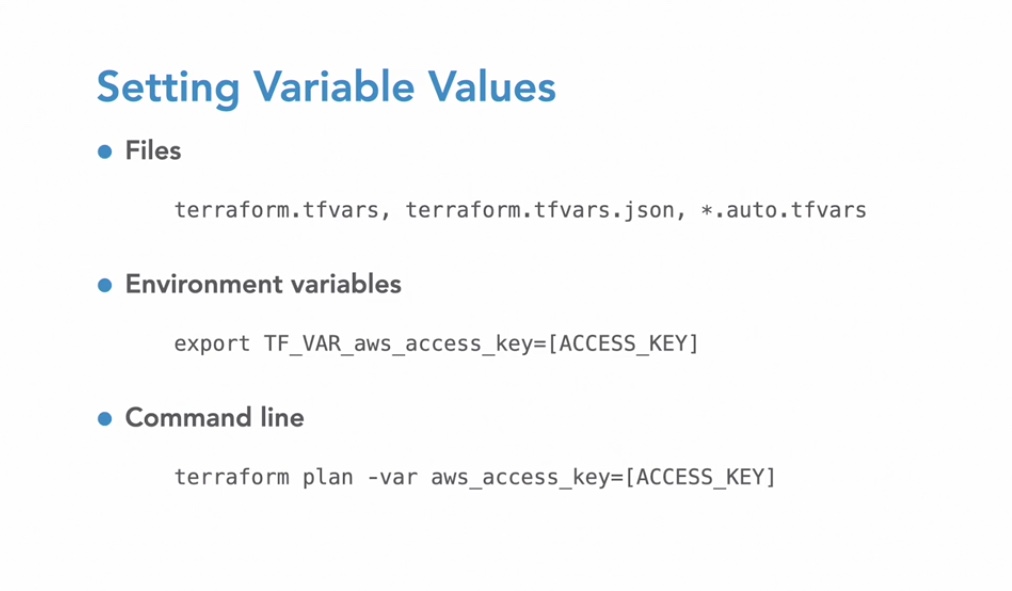 Setting Variable Values
Files
terraform.tfvars, terraform.tfvars.json, *.auto.tfvars
Environment variables
export TF_VAR_aws_access_key=[ACCESS_KEY]
Command line
terraform plan -var aws_access_key=[ACCESS_KEY]